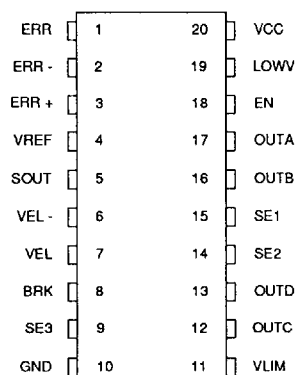 ERR 1 20 VCC
ERR - 2 19 LOWV
ERR + 3 18 EN
VREF 4 17 OUTA
SOUT 5 16 OUTB
VEL - 6 15 SE1
VEL 7 14 SE2
BRK 8 13 OUTD
SE3 9 12 OUTC
GND 10 11 VLIM